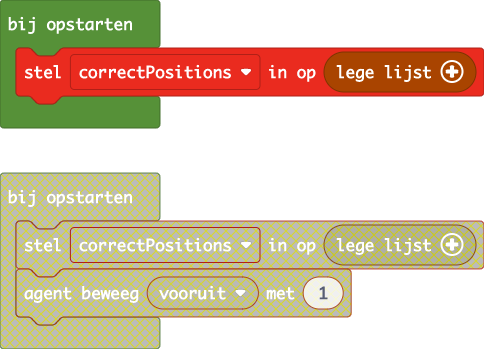 bij opstarten
stel correctPositions in op lege lijst
bij opstarten
stel correctPositions in op lege lijst
agent beweeg vooruit met 1